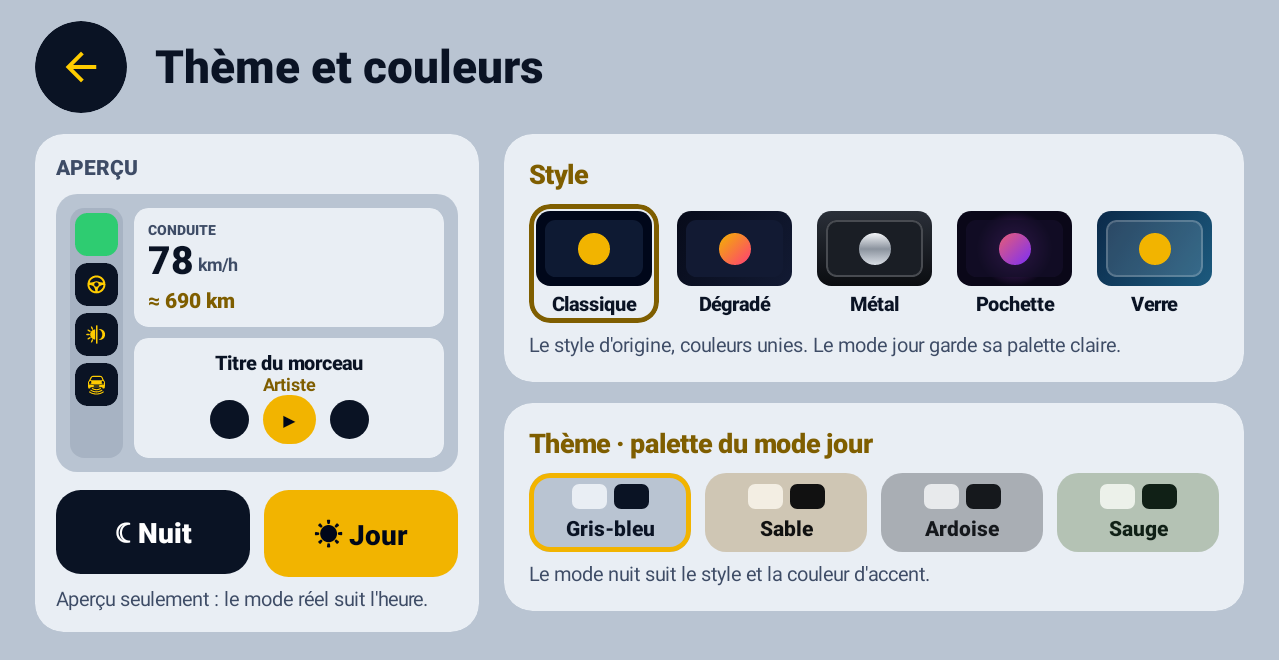 Thème et couleurs
APERÇU
CONDUITE
78 km/h
≈ 690 km
Titre du morceau
Artiste
☾ Nuit
☀ Jour
Aperçu seulement : le mode réel suit l'heure.
Style
Classique
Dégradé
Métal
Pochette
Verre
Le style d'origine, couleurs unies. Le mode jour garde sa palette claire.
Thème · palette du mode jour
Gris-bleu
Sable
Ardoise
Sauge
Le mode nuit suit le style et la couleur d'accent.